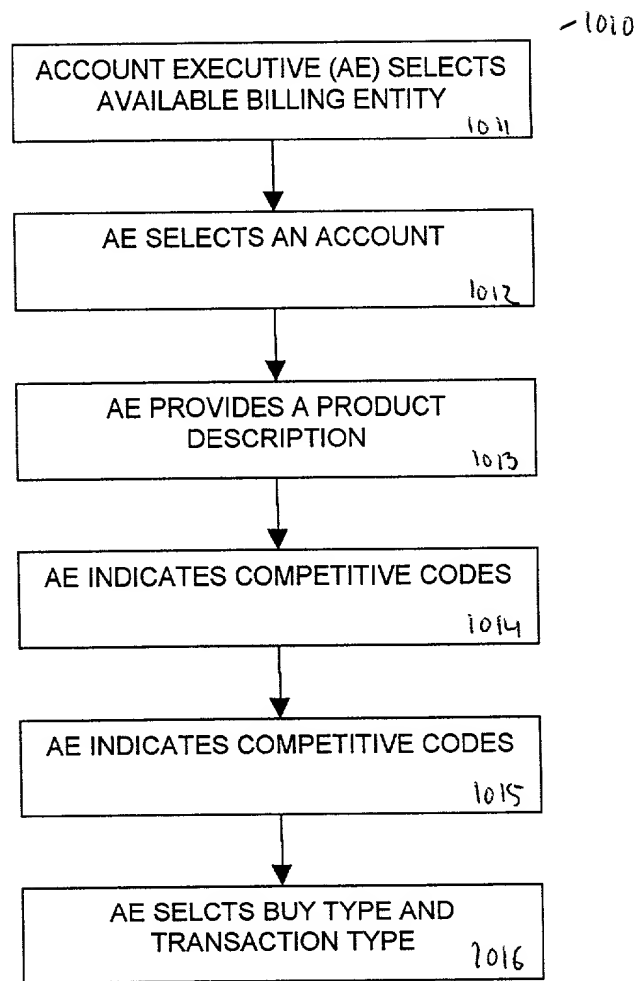 1010
ACCOUNT EXECUTIVE (AE) SELECTS
AVAILABLE BILLING ENTITY
1011
AE SELECTS AN ACCOUNT
1012
AE PROVIDES A PRODUCT
DESCRIPTION
1013
AE INDICATES COMPETITIVE CODES
1014
AE INDICATES COMPETITIVE CODES
1015
AE SELCTS BUY TYPE AND
TRANSACTION TYPE
2016